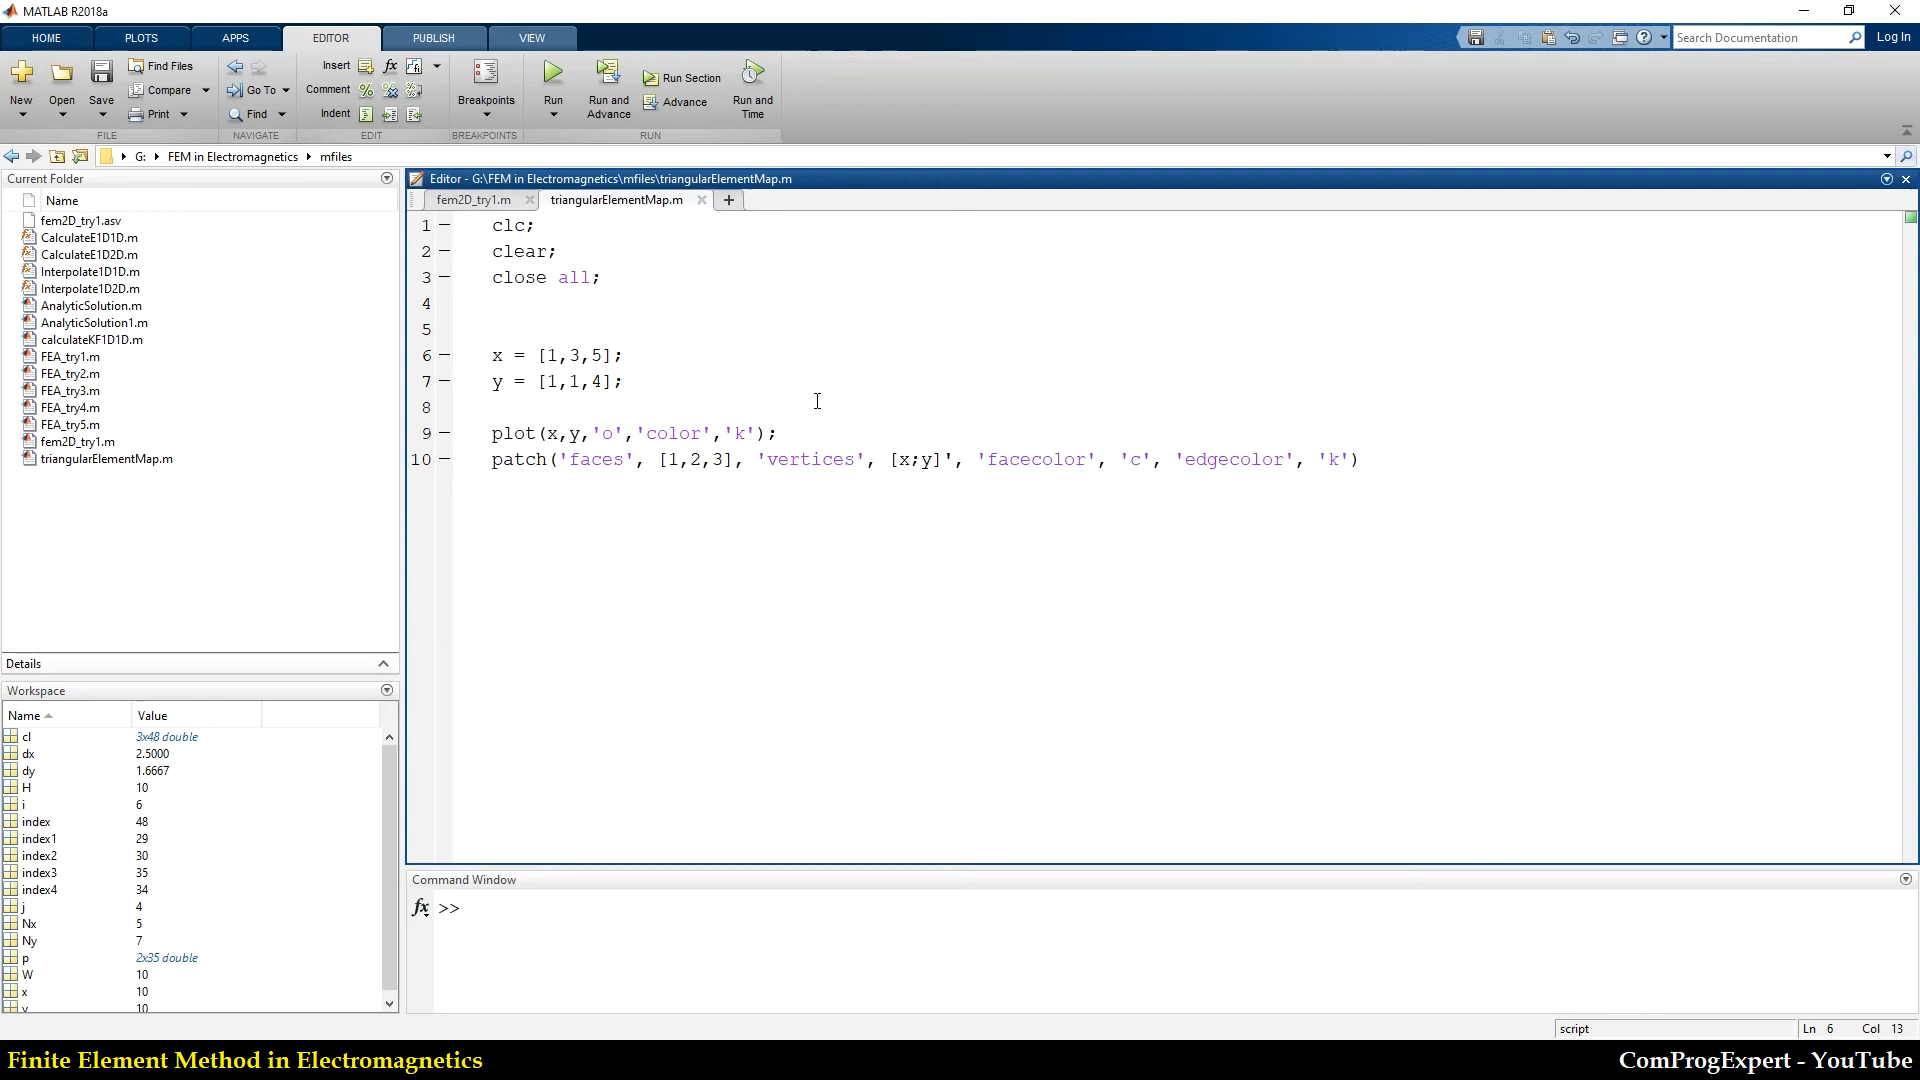 MATLAB R2018a
HOME PLOTS APPS EDITOR PUBLISH VIEW
Search Documentation Log In
New Open Save Find Files Compare Print
Go To Find
Insert fx Comment Indent
Breakpoints
Run Run and Advance Run Section Advance Run and Time
FILE NAVIGATE EDIT BREAKPOINTS RUN
G: FEM in Electromagnetics mfiles
Current Folder
Name
fem2D_try1.asv
CalculateE1D1D.m
CalculateE1D2D.m
Interpolate1D1D.m
Interpolate1D2D.m
AnalyticSolution.m
AnalyticSolution1.m
calculateKF1D1D.m
FEA_try1.m
FEA_try2.m
FEA_try3.m
FEA_try4.m
FEA_try5.m
fem2D_try1.m
triangularElementMap.m
Details
Workspace
Name Value
cl 3x48 double
dx 2.5000
dy 1.6667
H 10
i 6
index 48
index1 29
index2 30
index3 35
index4 34
j 4
Nx 5
Ny 7
p 2x35 double
W 10
x 10
y 10
Editor - G:\FEM in Electromagnetics\mfiles\triangularElementMap.m
fem2D_try1.m triangularElementMap.m
1 clc;
2 clear;
3 close all;
4
5
6 x = [1,3,5];
7 y = [1,1,4];
8
9 plot(x,y,'o','color','k');
10 patch('faces', [1,2,3], 'vertices', [x;y]', 'facecolor', 'c', 'edgecolor', 'k')
Command Window
fx >>
script Ln 6 Col 13
Finite Element Method in Electromagnetics
ComProgExpert - YouTube